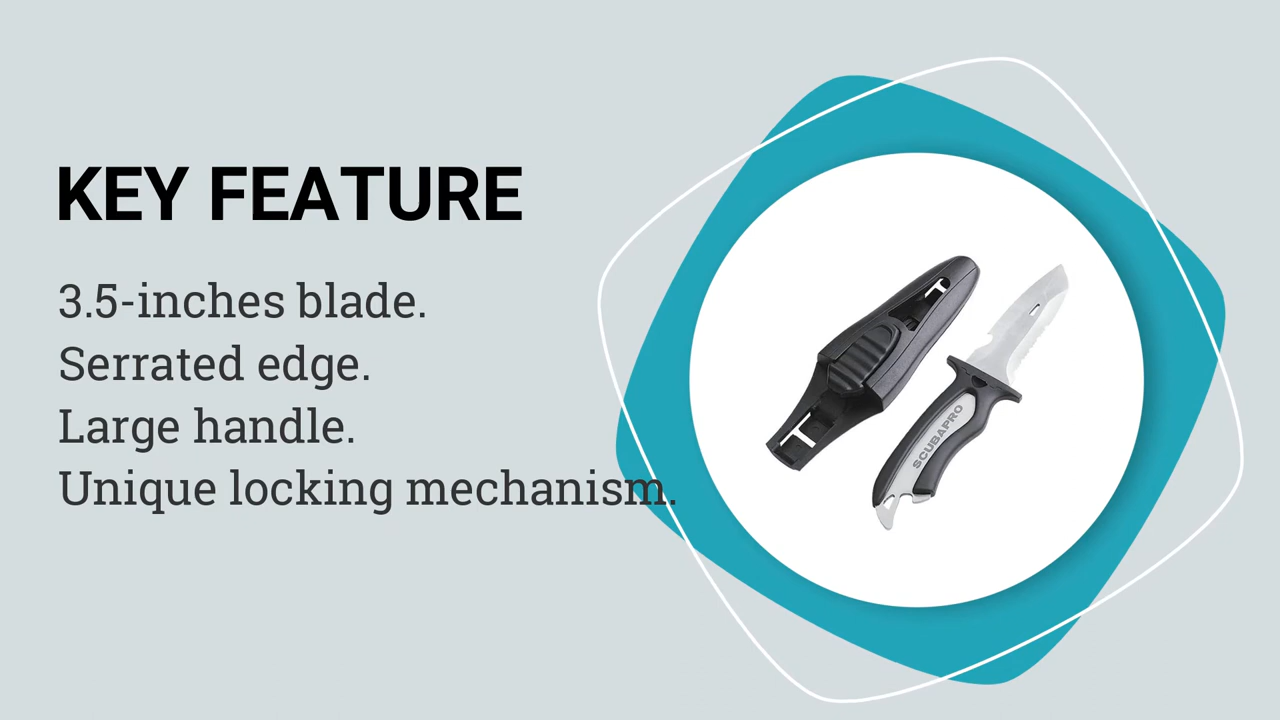 KEY FEATURE
3.5-inches blade.
Serrated edge.
Large handle.
Unique locking mechanism.
SCUBAPRO